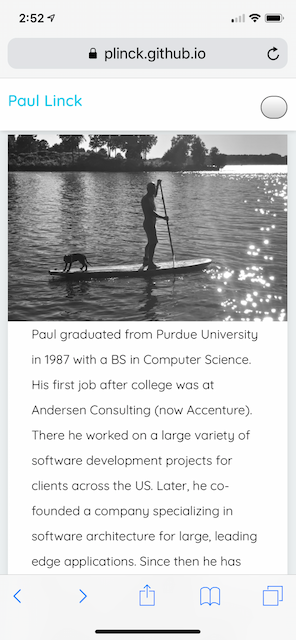 2:52
plinck.github.io
Paul Linck
Paul graduated from Purdue University
in 1987 with a BS in Computer Science.
His first job after college was at
Andersen Consulting (now Accenture).
There he worked on a large variety of
software development projects for
clients across the US. Later, he co-
founded a company specializing in
software architecture for large, leading
edge applications. Since then he has